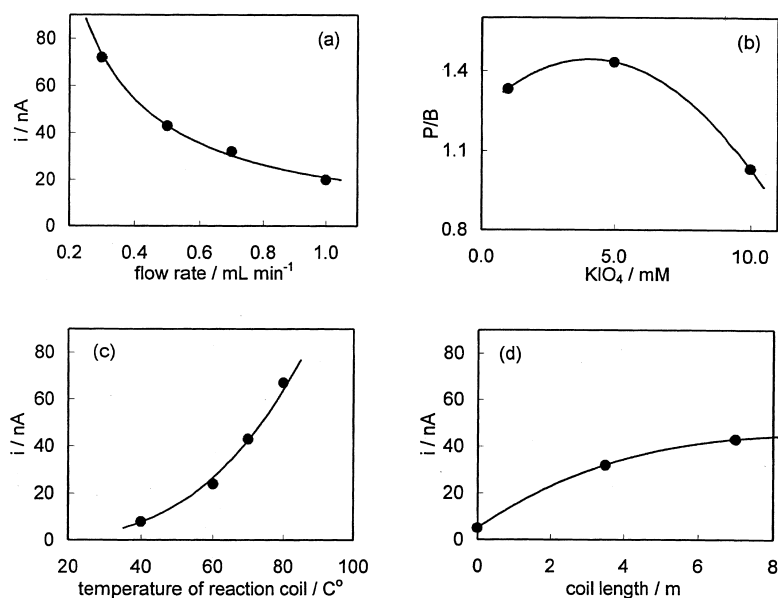 (a)
i / nA
80
60
40
20
0
0.2 0.4 0.6 0.8 1.0
flow rate / mL min⁻¹
(b)
P/B
1.7
1.4
1.1
0.8
0.0 5.0 10.0
KIO₄ / mM
(c)
i / nA
80
60
40
20
0
20 40 60 80 100
temperature of reaction coil / C°
(d)
i / nA
80
60
40
20
0
0 2 4 6 8
coil length / m